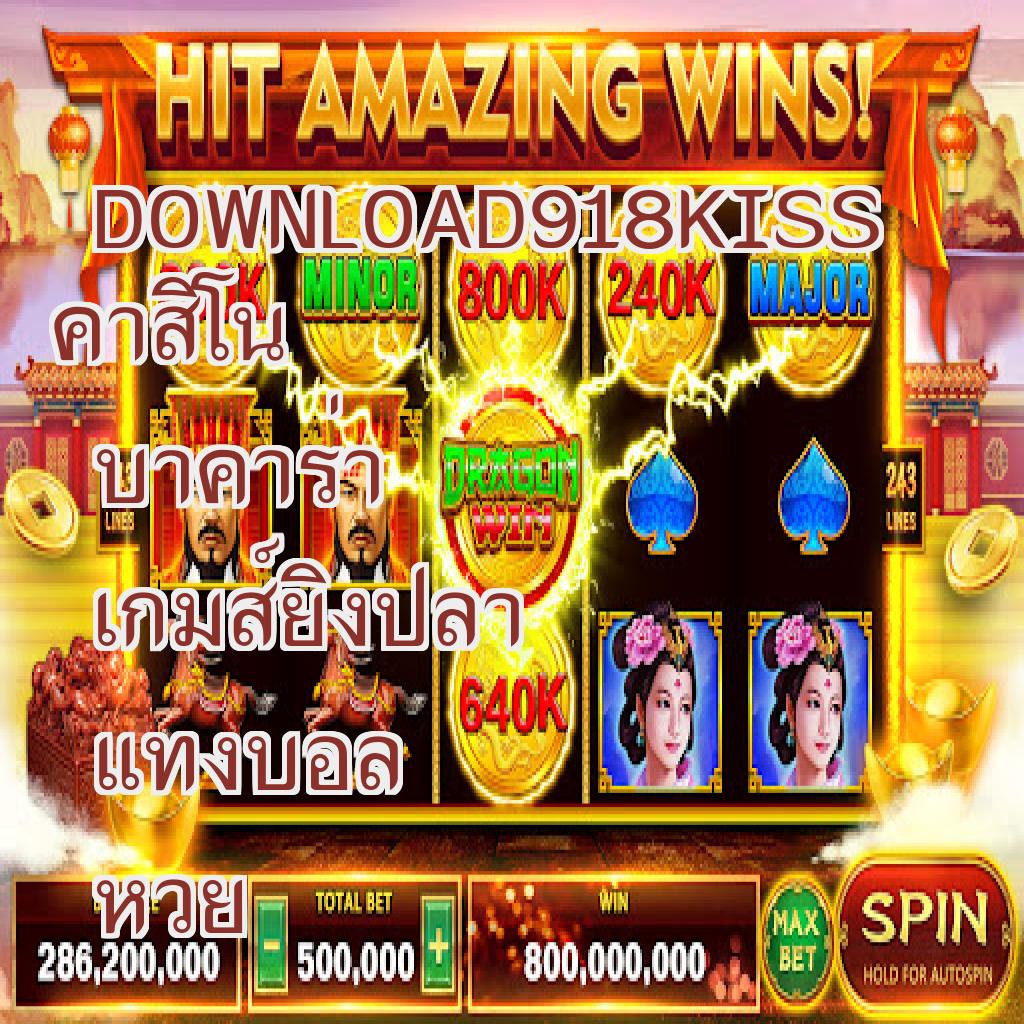 HIT AMAZING WINS!
DOWNLOAD918KISS
MINOR 800K 240K MAJOR
คาสิโน
บาคาร่า
DRAGON
WIN
243
LINES LINES
เกมส์ยิงปลา
640K
แทงบอล
หวย
TOTAL BET WIN
286,200,000 - 500,000 + 800,000,000
MAX
BET
SPIN
HOLD FOR AUTOSPIN